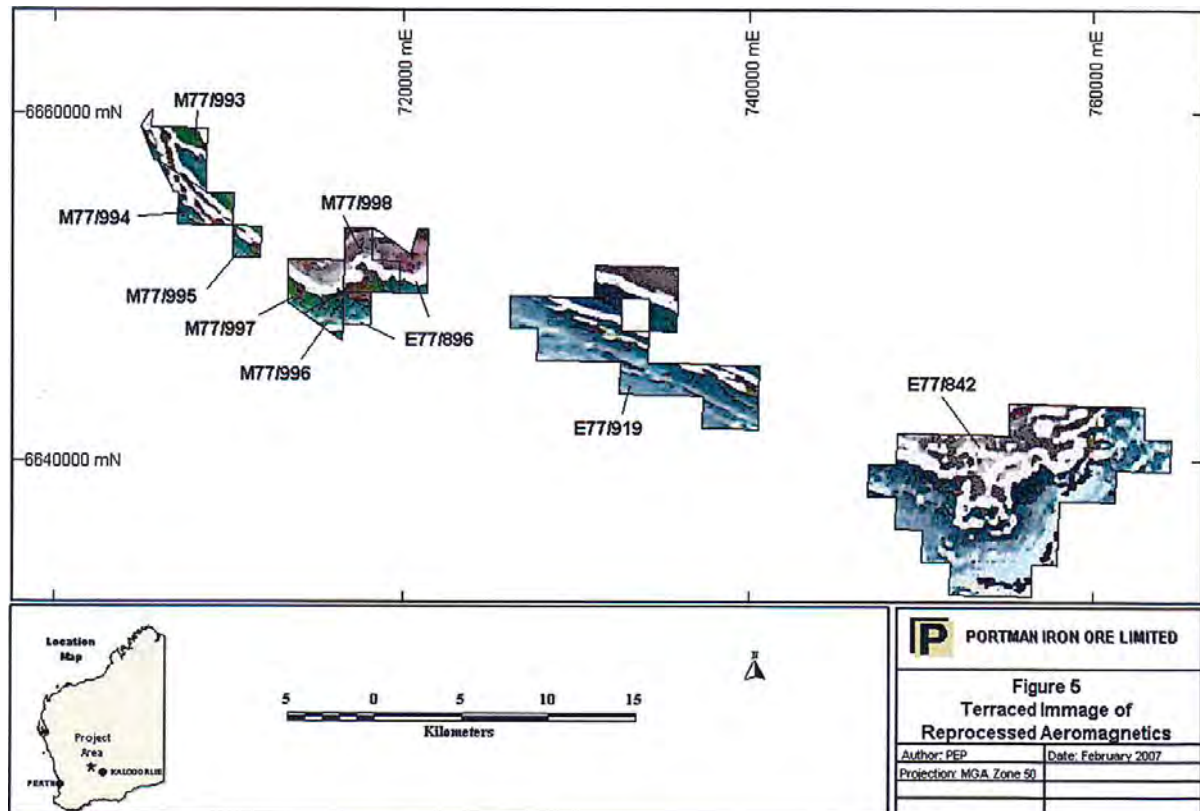 720000 mE
740000 mE
760000 mE
6660000 mN
M77/993
M77/994
M77/998
M77/995
M77/997
E77/896
M77/996
E77/842
E77/919
6640000 mN
Location
Map
Project
Area
KALGOORLIE
PERTH
5 0 5 10 15
Kilometers
N
P PORTMAN IRON ORE LIMITED
Figure 5
Terraced Immage of
Reprocessed Aeromagnetics
Author: PEP Date: February 2007
Projection: MGA Zone 50